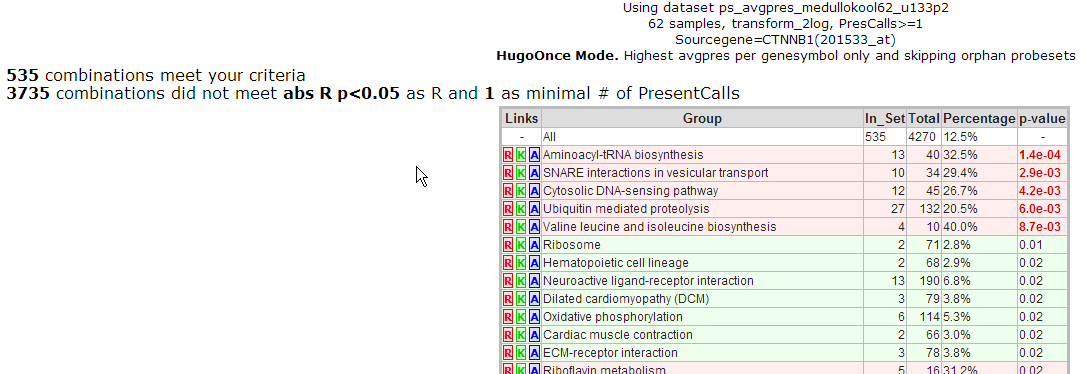 Using dataset ps_avgpres_medullokool62_u133p2
62 samples, transform_2log, PresCalls>=1
Sourcegene=CTNNB1(201533_at)
HugoOnce Mode. Highest avgpres per genesymbol only and skipping orphan probesets
535 combinations meet your criteria
3735 combinations did not meet abs R p<0.05 as R and 1 as minimal # of PresentCalls
Links Group In_Set Total Percentage p-value
- All 535 4270 12.5% -
R K A Aminoacyl-tRNA biosynthesis 13 40 32.5% 1.4e-04
R K A SNARE interactions in vesicular transport 10 34 29.4% 2.9e-03
R K A Cytosolic DNA-sensing pathway 12 45 26.7% 4.2e-03
R K A Ubiquitin mediated proteolysis 27 132 20.5% 6.0e-03
R K A Valine leucine and isoleucine biosynthesis 4 10 40.0% 8.7e-03
R K A Ribosome 2 71 2.8% 0.01
R K A Hematopoietic cell lineage 2 68 2.9% 0.02
R K A Neuroactive ligand-receptor interaction 13 190 6.8% 0.02
R K A Dilated cardiomyopathy (DCM) 3 79 3.8% 0.02
R K A Oxidative phosphorylation 6 114 5.3% 0.02
R K A Cardiac muscle contraction 2 66 3.0% 0.02
R K A ECM-receptor interaction 3 78 3.8% 0.02
R K A Riboflavin metabolism 5 16 31.2% 0.02